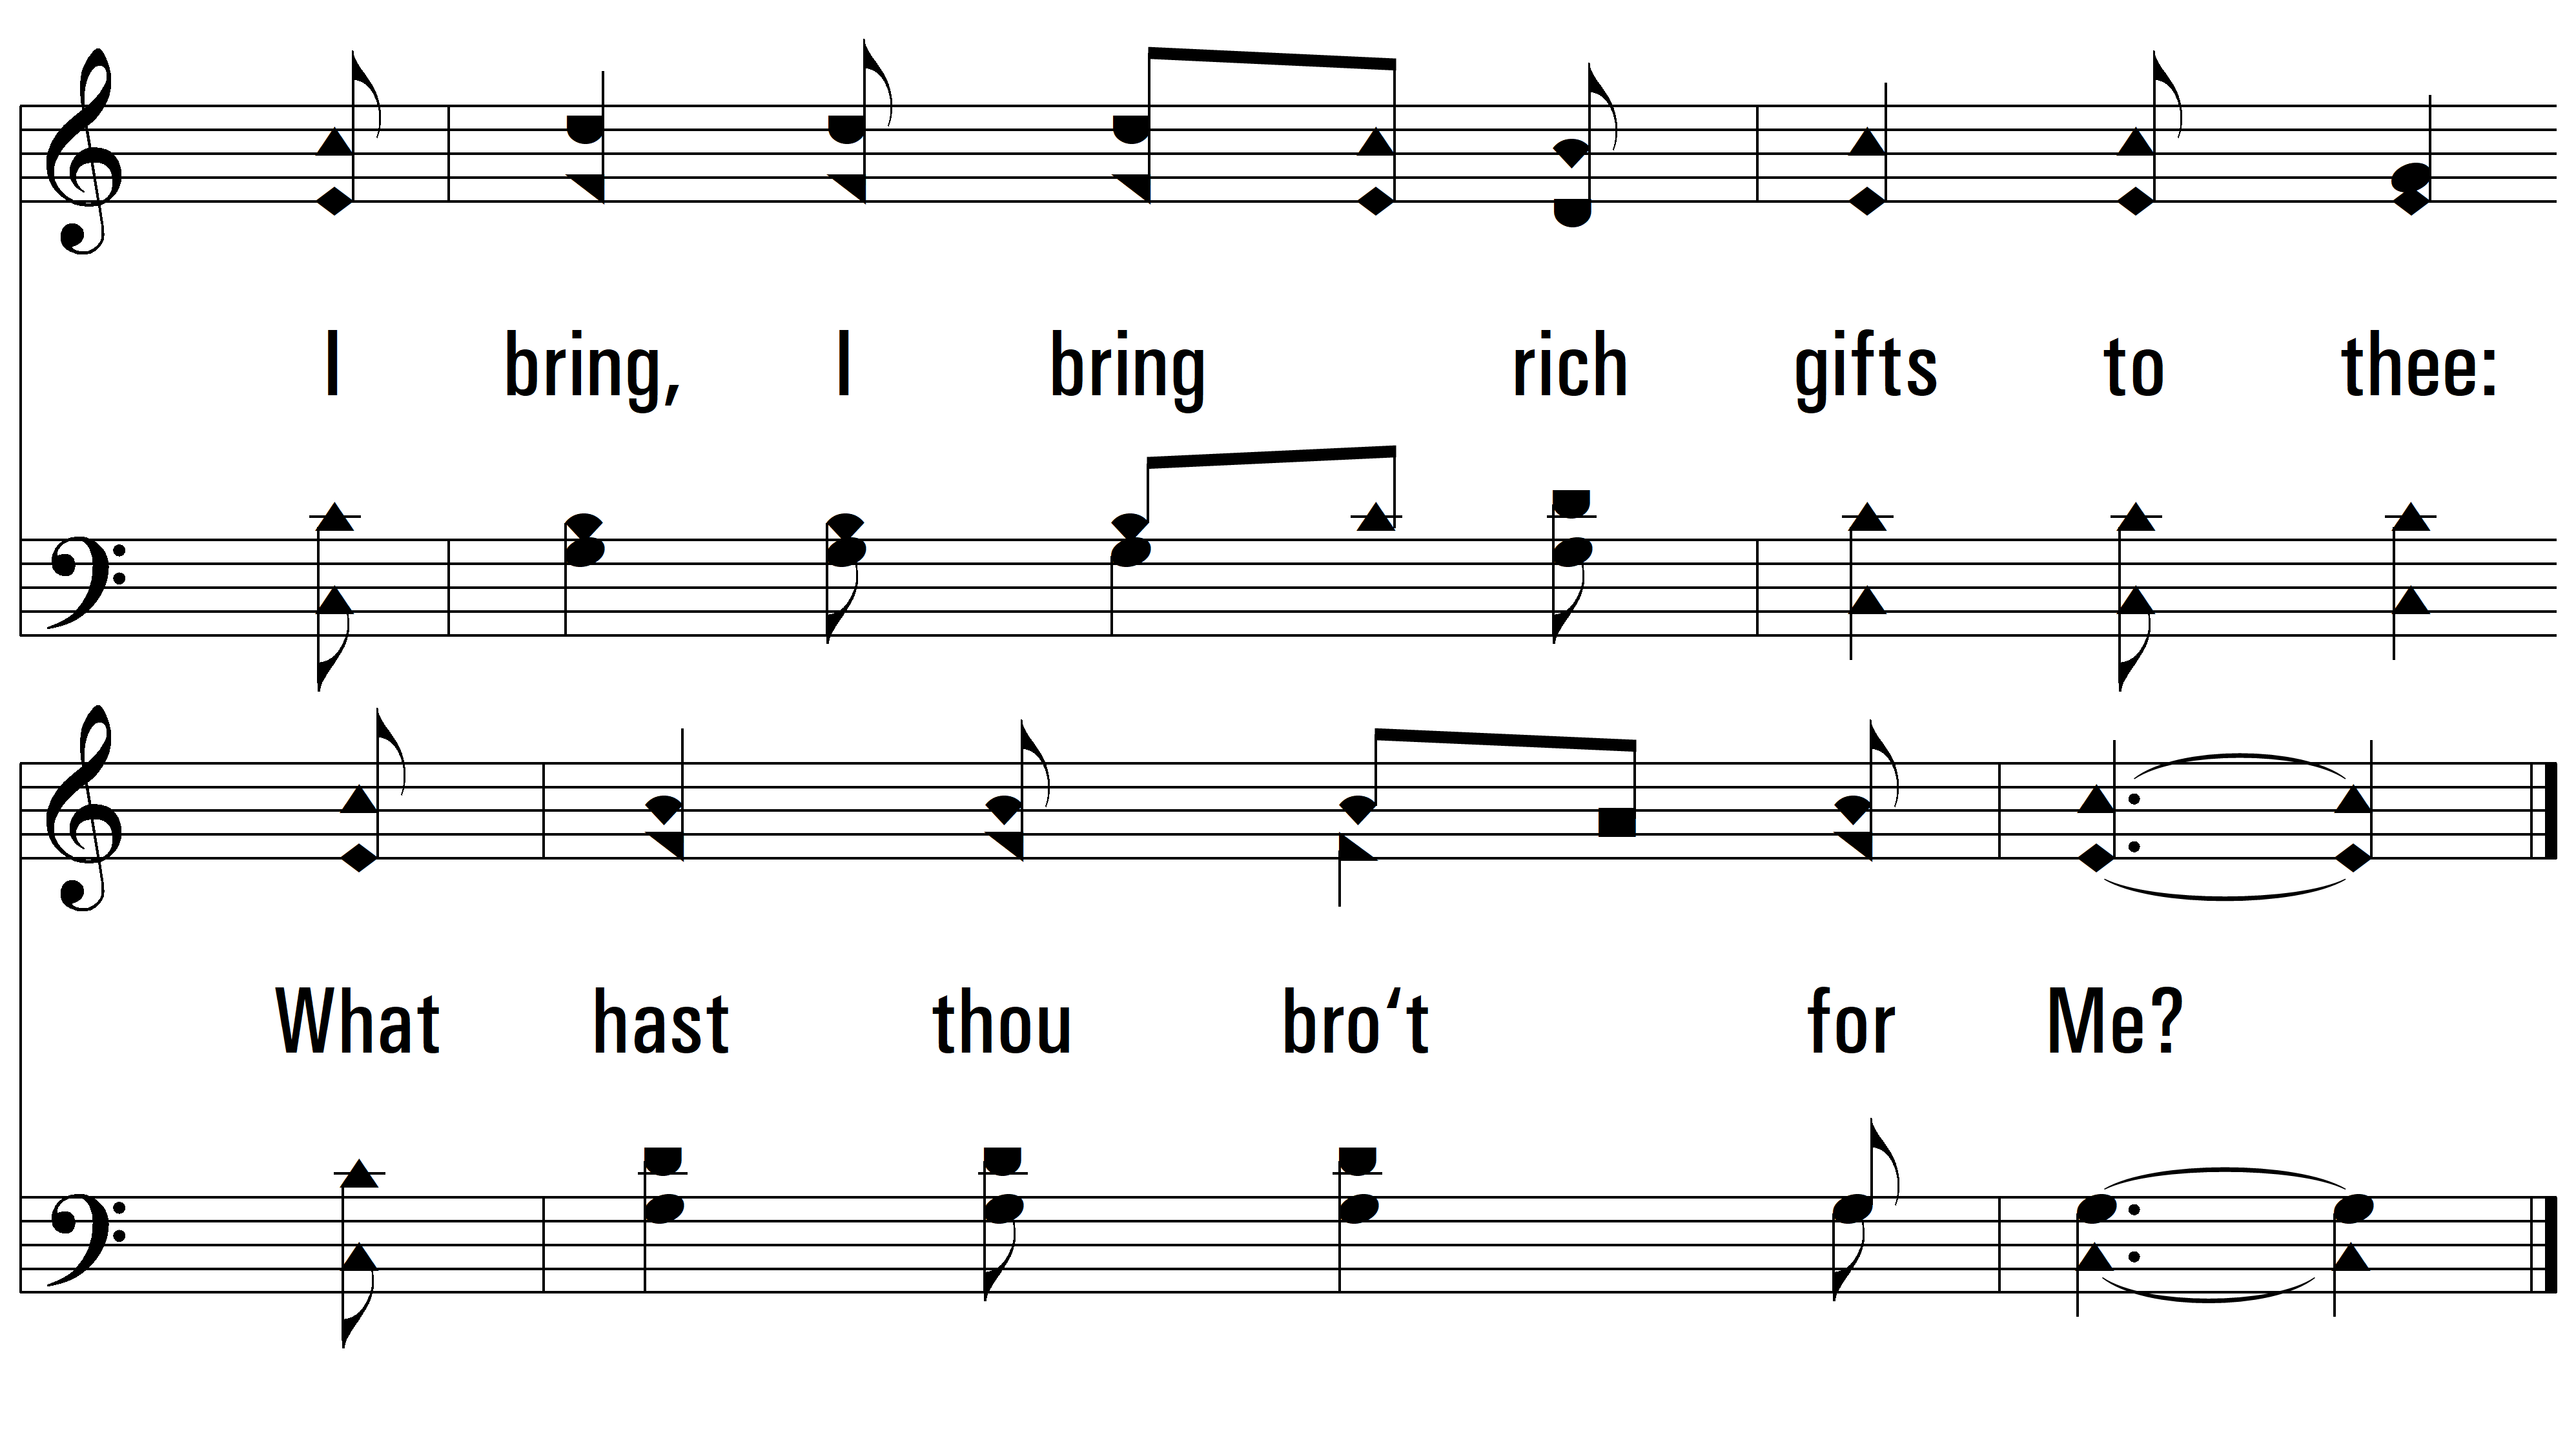 I bring, I bring rich gifts to thee:
What hast thou bro‘t for Me?